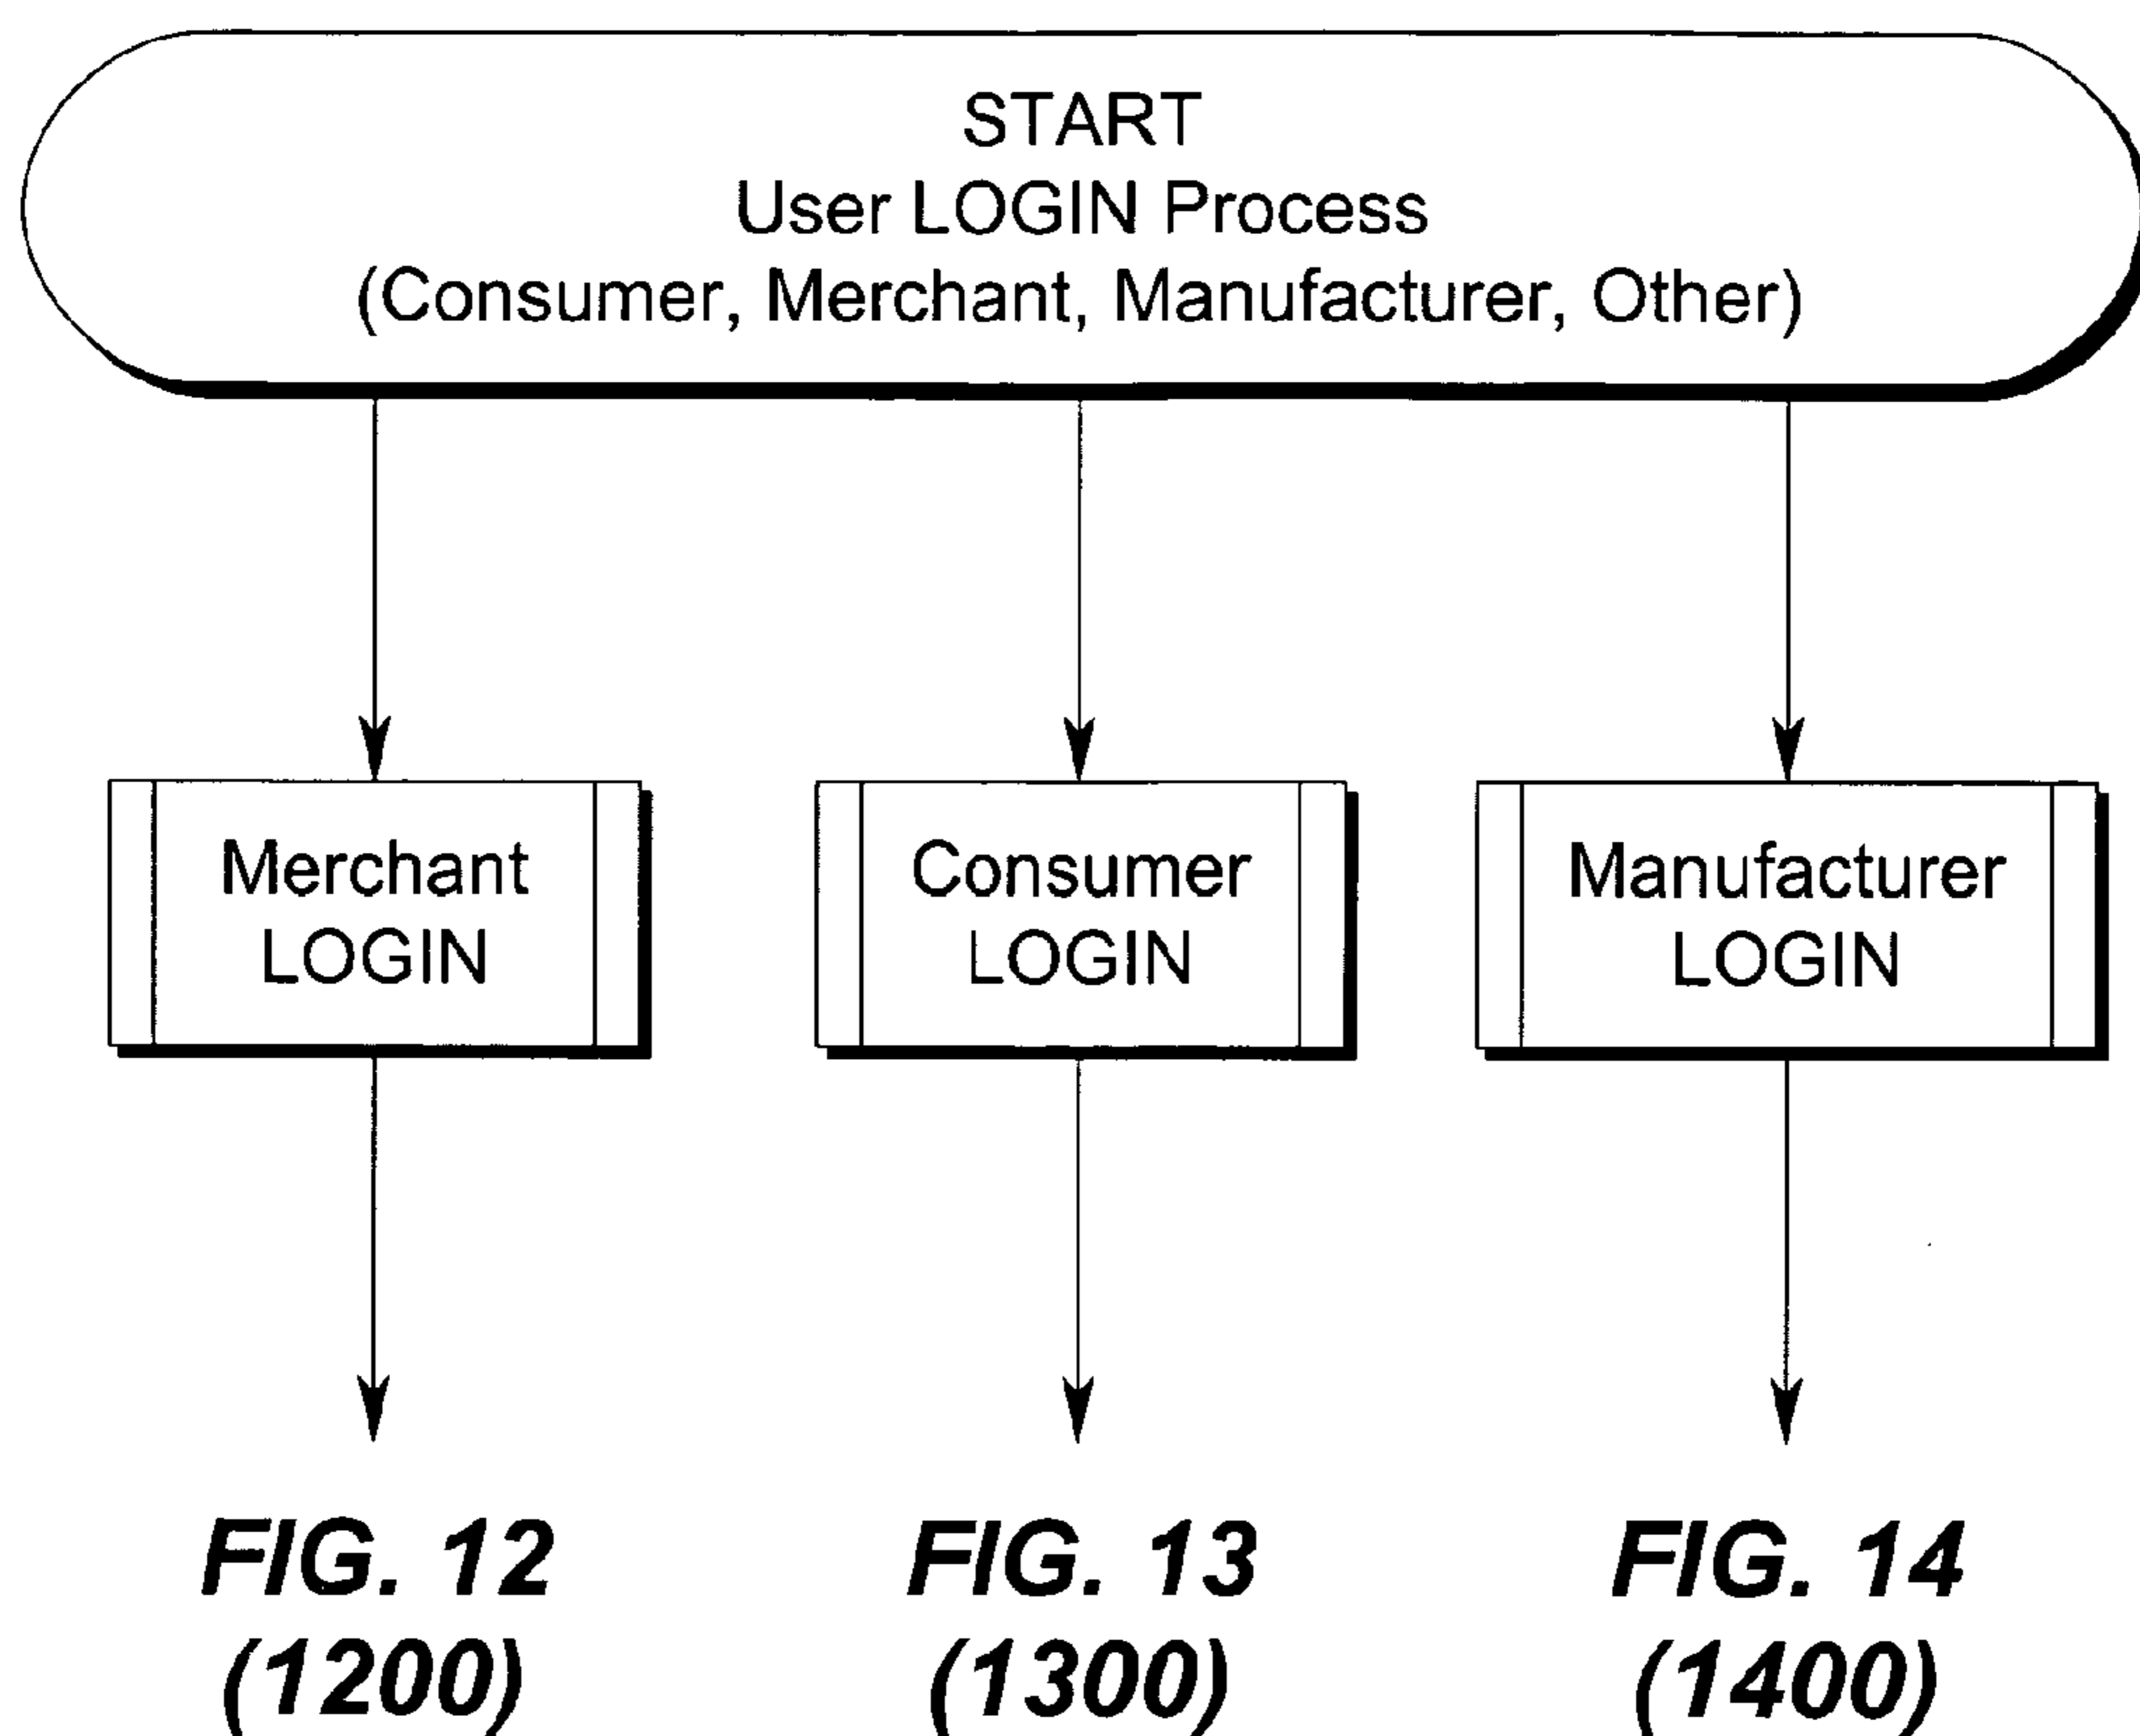 START
User LOGIN Process
(Consumer, Merchant, Manufacturer, Other)
Merchant
LOGIN
Consumer
LOGIN
Manufacturer
LOGIN
FIG. 12
(1200)
FIG. 13
(1300)
FIG. 14
(1400)